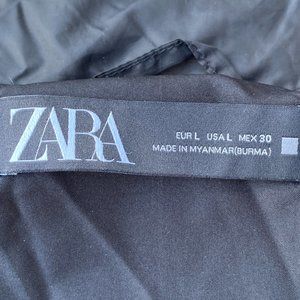 ZARA
EUR L USA L MEX 30
MADE IN MYANMAR(BURMA)